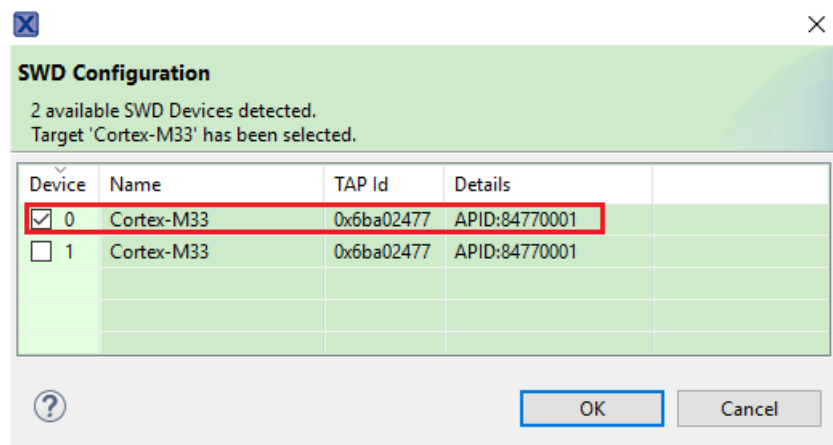 SWD Configuration
2 available SWD Devices detected.
Target 'Cortex-M33' has been selected.
Device Name TAP Id Details
0 Cortex-M33 0x6ba02477 APID:84770001
1 Cortex-M33 0x6ba02477 APID:84770001
? OK Cancel